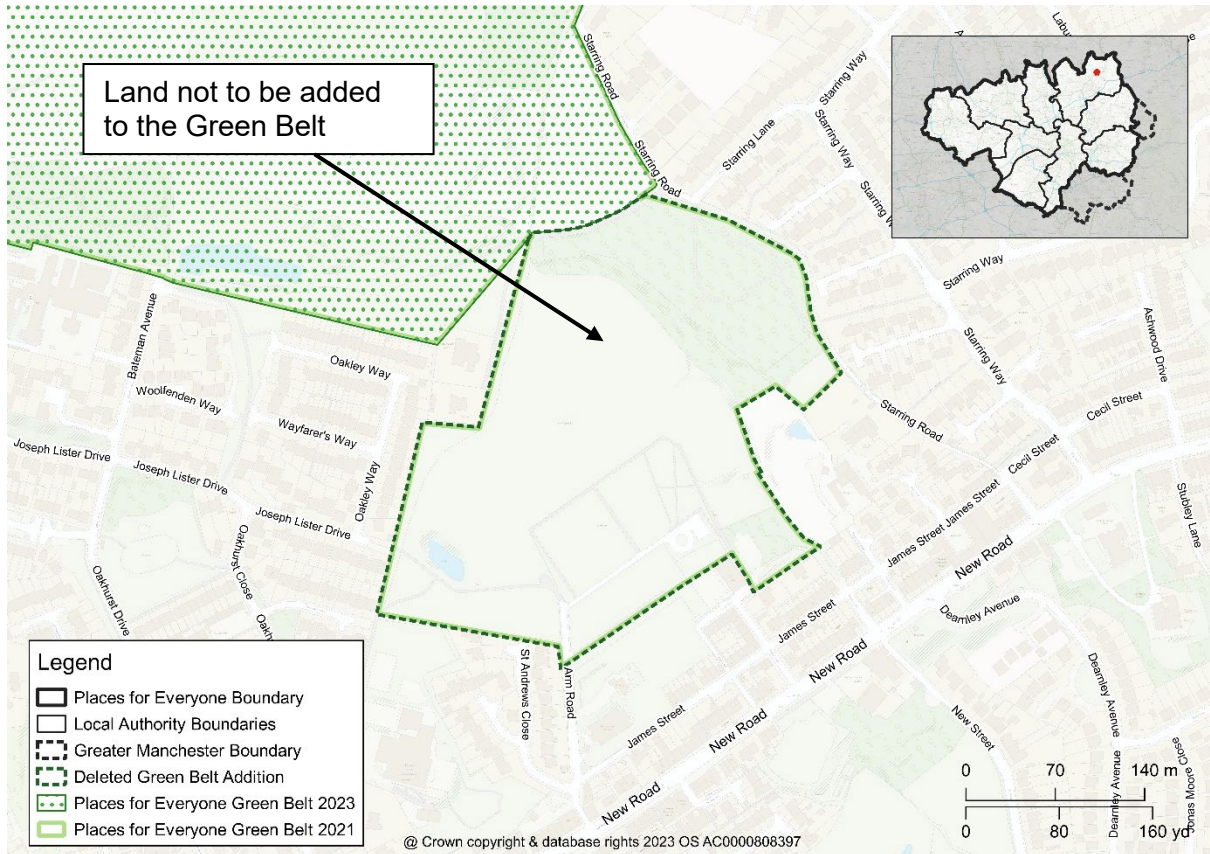 Land not to be added
to the Green Belt
Starring Road
Starring Road
Starring Lane
Starring Way
Starring Way
Starring Way
Starring Way
Ashwood Drive
Starring Road
Cecil Street
Cecil Street
James Street
James Street
James Street
James Street
New Road
New Road
New Road
Stubley Lane
Dearnley Avenue
Dearnley Avenue
Dearnley Avenue
Jonas Moore Close
New Street
Bateman Avenue
Oakley Way
Woolfenden Way
Wayfarer's Way
Joseph Lister Drive
Joseph Lister Drive
Joseph Lister Drive
Oakley Way
Oakhurst Drive
Oakhurst Close
St Andrews Close
Arm Road
Legend
Places for Everyone Boundary
Local Authority Boundaries
Greater Manchester Boundary
Deleted Green Belt Addition
Places for Everyone Green Belt 2023
Places for Everyone Green Belt 2021
0 70 140 m
0 80 160 yd
@ Crown copyright & database rights 2023 OS AC0000808397